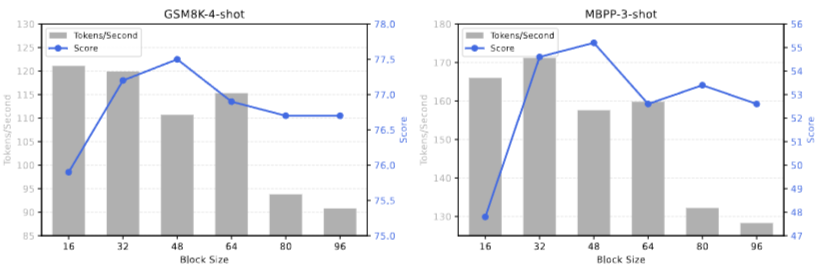 GSM8K-4-shot
Tokens/Second
Score
130
125
120
115
110
105
100
95
90
85
Tokens/Second
78.0
77.5
77.0
76.5
76.0
75.5
75.0
Score
16 32 48 64 80 96
Block Size
MBPP-3-shot
Tokens/Second
Score
180
170
160
150
140
130
Tokens/Second
56
55
54
53
52
51
50
49
48
47
Score
16 32 48 64 80 96
Block Size